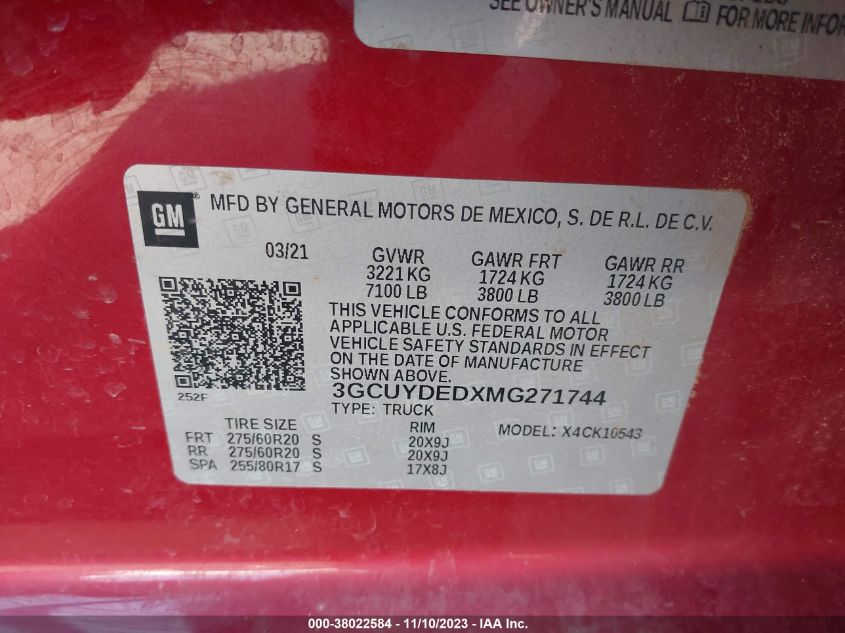 SEE OWNER'S MANUAL FOR MORE INFOR
GM
MFD BY GENERAL MOTORS DE MEXICO, S. DE R.L. DE C.V.
03/21 GVWR GAWR FRT GAWR RR
3221 KG 1724 KG 1724 KG
7100 LB 3800 LB 3800 LB
THIS VEHICLE CONFORMS TO ALL
APPLICABLE U.S. FEDERAL MOTOR
VEHICLE SAFETY STANDARDS IN EFFECT
ON THE DATE OF MANUFACTURE
SHOWN ABOVE.
252F 3GCUYDEDXMG271744
TYPE: TRUCK
TIRE SIZE RIM MODEL: X4CK10543
FRT 275/60R20 S 20X9J
RR 275/60R20 S 20X9J
SPA 255/80R17 S 17X8J
000-38022584 - 11/10/2023 - IAA Inc.